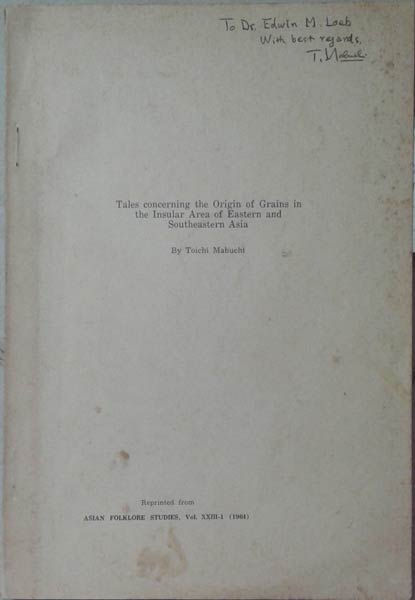 To Dr. Edwin M. Loeb
With best regards,
T. Mabuchi
Tales concerning the Origin of Grains in
the Insular Area of Eastern and
Southeastern Asia
By Toichi Mabuchi
Reprinted from
ASIAN FOLKLORE STUDIES, Vol. XXIII-1 (1964)